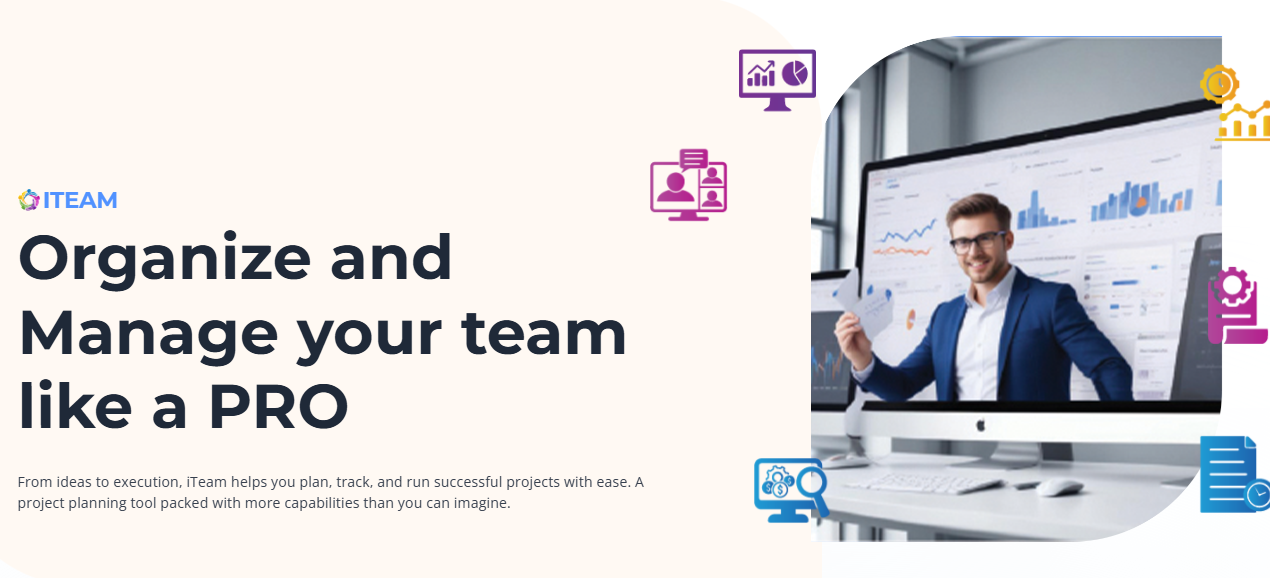 ITEAM
Organize and
Manage your team
like a PRO
From ideas to execution, iTeam helps you plan, track, and run successful projects with ease. A
project planning tool packed with more capabilities than you can imagine.